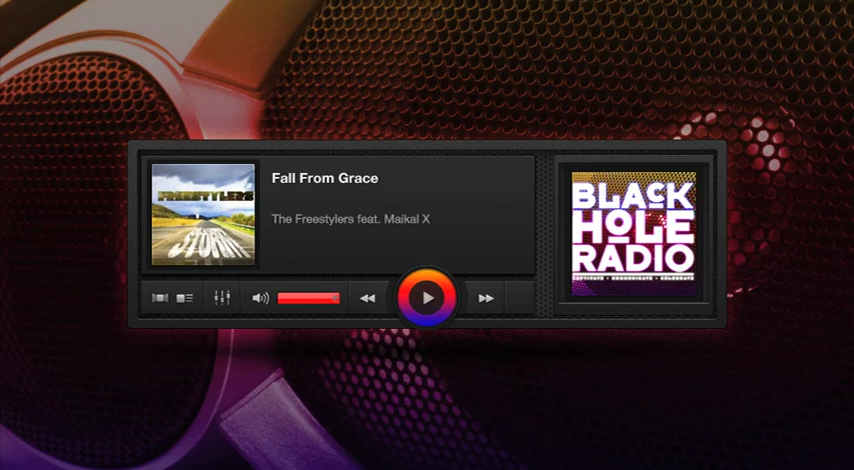 Fall From Grace
The Freestylers feat. Maikal X
FREESTYLERS
STORM
BLACK
HOLE
RADIO